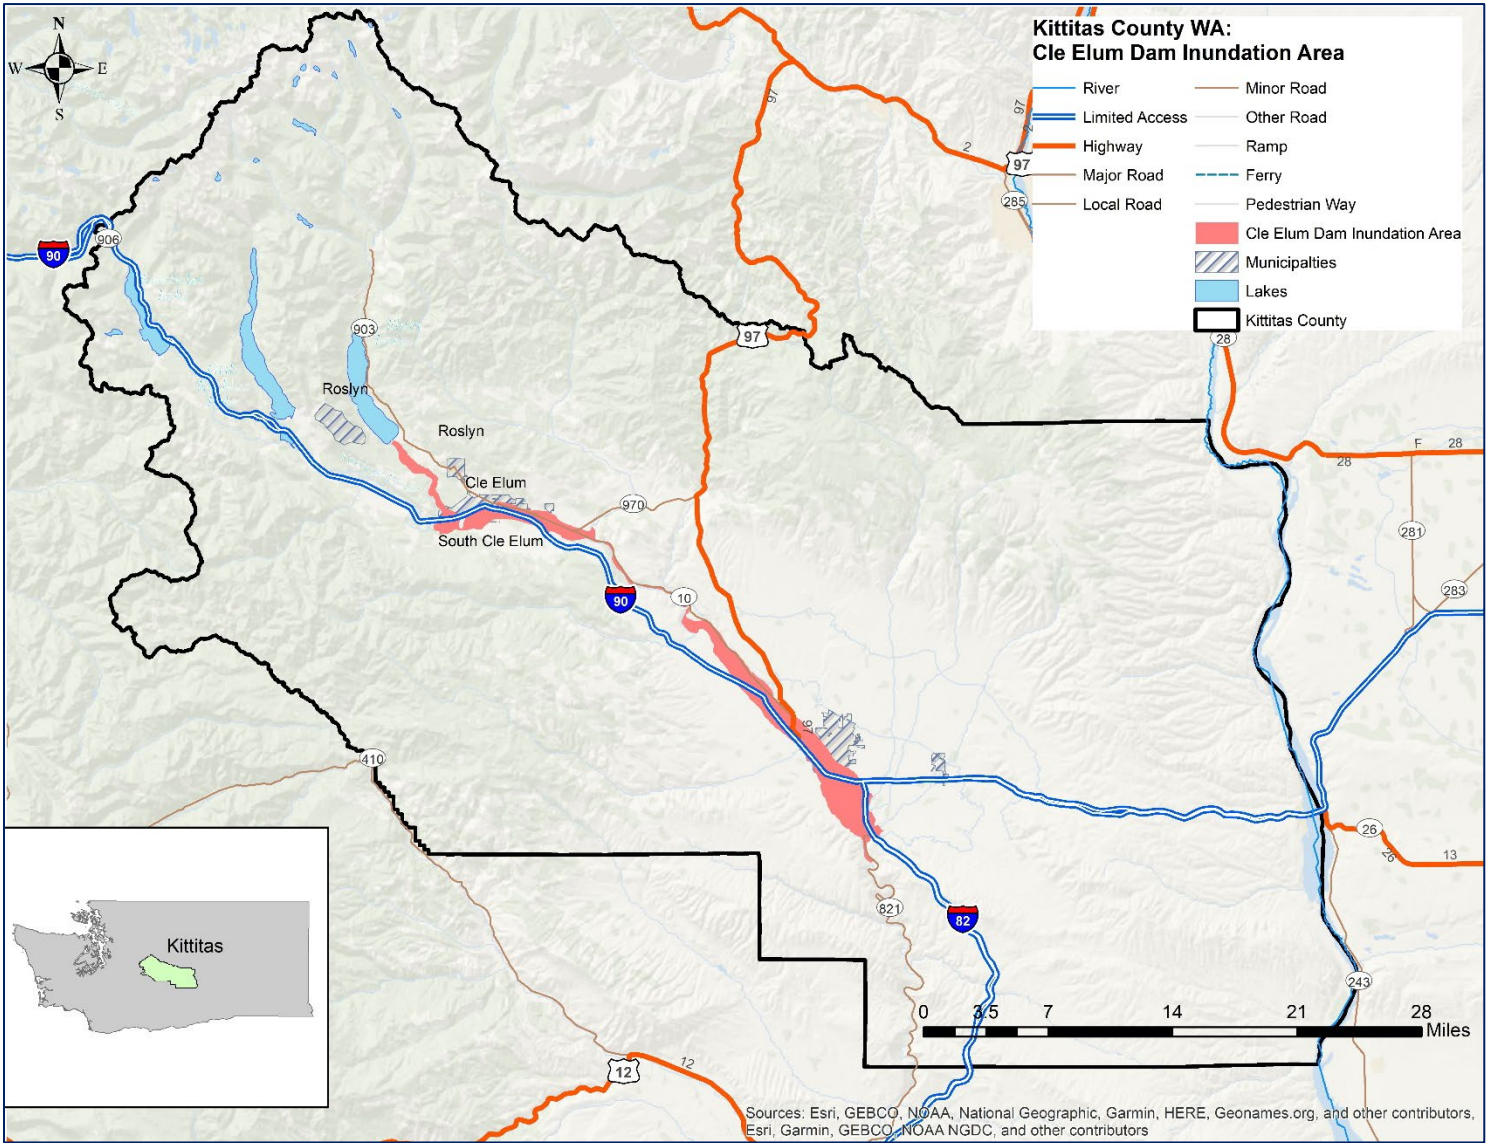 Kittitas County WA:
Cle Elum Dam Inundation Area
River
Limited Access
Highway
Major Road
Local Road
Minor Road
Other Road
Ramp
Ferry
Pedestrian Way
Cle Elum Dam Inundation Area
Municipalties
Lakes
Kittitas County
N
W E
S
97
97
2
2
97
285
90
906
903
97
28
Roslyn
Roslyn
F 28
28
Cle Elum
970
281
South Cle Elum
283
90
10
97
410
26
26
13
821
82
Kittitas
243
0 3.5 7 14 21 28
Miles
12
12
Sources: Esri, GEBCO, NOAA, National Geographic, Garmin, HERE, Geonames.org, and other contributors,
Esri, Garmin, GEBCO, NOAA NGDC, and other contributors